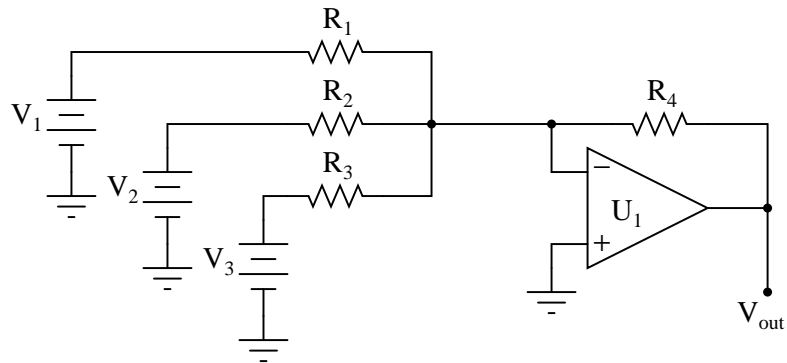 R₁
V₁
R₂
R₄
V₂
R₃
−
U₁
V₃
+
Vₒᵤₜ